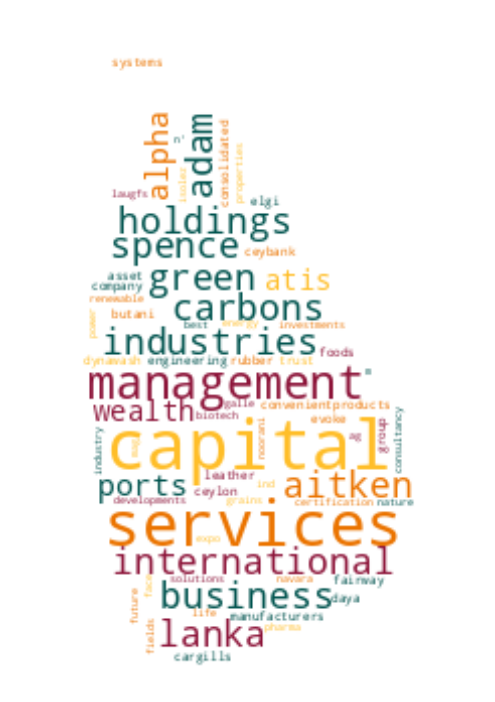 systems
alpha
n'
adam
consolidated
properties
isolez
laugfs
elgi
holdings
spence
ceybank
asset
green
atis
company
renewable
carbons
butani
power
best
energy
investments
industries
foods
dynawash
engineering
rubber
trust
management
wealth
galle
biotech
convenientproducts
evoke
capital
noorani
ag
group
consultancy
industry
ports
leather
ceylon
ind
aitken
developments
grains
certification
nature
services
expo
international
solutions
navara
fairway
face
future
business
daya
life
manufacturers
pharma
fields
lanka
cargills